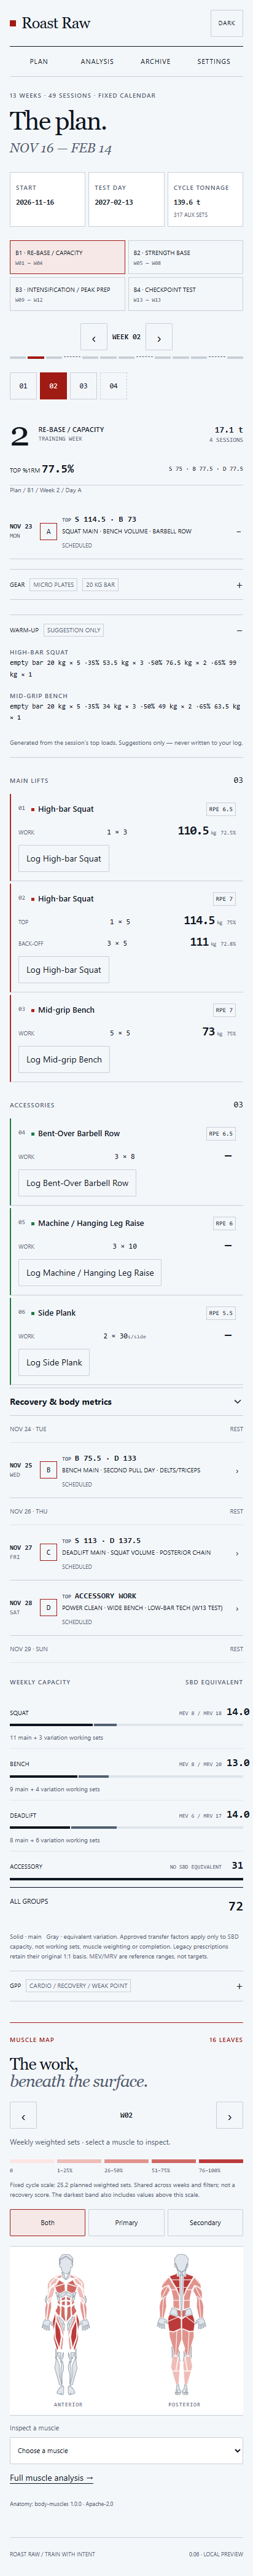 Roast Raw
DARK
PLAN ANALYSIS ARCHIVE SETTINGS
13 WEEKS · 49 SESSIONS · FIXED CALENDAR
The plan.
NOV 16 — FEB 14
START
2026-11-16
TEST DAY
2027-02-13
CYCLE TONNAGE
139.6 t
317 AUX SETS
B1 · RE-BASE / CAPACITY
W01 — W04
B2 · STRENGTH BASE
W05 — W08
B3 · INTENSIFICATION / PEAK PREP
W09 — W12
B4 · CHECKPOINT TEST
W13 — W13
‹ WEEK 02 ›
01 02 03 04
2
RE-BASE / CAPACITY
TRAINING WEEK
17.1 t
4 SESSIONS
TOP %1RM 77.5%
S 75 · B 77.5 · D 77.5
Plan / B1 / Week 2 / Day A
NOV 23
MON
A
TOP S 114.5 · B 73
SQUAT MAIN · BENCH VOLUME · BARBELL ROW
SCHEDULED
−
GEAR MICRO PLATES 20 KG BAR +
WARM-UP SUGGESTION ONLY −
HIGH-BAR SQUAT
empty bar 20 kg × 5 ·35% 53.5 kg × 3 ·50% 76.5 kg × 2 ·65% 99
kg × 1
MID-GRIP BENCH
empty bar 20 kg × 5 ·35% 34 kg × 3 ·50% 49 kg × 2 ·65% 63.5 kg
× 1
Generated from the session's top loads. Suggestions only — never written to your log.
MAIN LIFTS 03
01 High-bar Squat RPE 6.5
WORK 1 × 3 110.5 kg 72.5%
Log High-bar Squat
02 High-bar Squat RPE 7
TOP 1 × 5 114.5 kg 75%
BACK-OFF 3 × 5 111 kg 72.8%
Log High-bar Squat
03 Mid-grip Bench RPE 7
WORK 5 × 5 73 kg 75%
Log Mid-grip Bench
ACCESSORIES 03
04 Bent-Over Barbell Row RPE 6.5
WORK 3 × 8 —
Log Bent-Over Barbell Row
05 Machine / Hanging Leg Raise RPE 6
WORK 3 × 10 —
Log Machine / Hanging Leg Raise
06 Side Plank RPE 5.5
WORK 2 × 30s/side —
Log Side Plank
Recovery & body metrics
NOV 24 · TUE REST
NOV 25
WED
B
TOP B 75.5 · D 133
BENCH MAIN · SECOND PULL DAY · DELTS/TRICEPS
SCHEDULED
›
NOV 26 · THU REST
NOV 27
FRI
C
TOP S 113 · D 137.5
DEADLIFT MAIN · SQUAT VOLUME · POSTERIOR CHAIN
SCHEDULED
›
NOV 28
SAT
D
TOP ACCESSORY WORK
POWER CLEAN · WIDE BENCH · LOW-BAR TECH (W13 TEST)
SCHEDULED
›
NOV 29 · SUN REST
WEEKLY CAPACITY SBD EQUIVALENT
SQUAT MEV 8 / MRV 18 14.0
11 main + 3 variation working sets
BENCH MEV 8 / MRV 20 13.0
9 main + 4 variation working sets
DEADLIFT MEV 6 / MRV 17 14.0
8 main + 6 variation working sets
ACCESSORY NO SBD EQUIVALENT 31
ALL GROUPS 72
Solid · main Gray · equivalent variation. Approved transfer factors apply only to SBD
capacity, not working sets, muscle weighting or completion. Legacy prescriptions
retain their original 1:1 basis. MEV/MRV are reference ranges, not targets.
GPP CARDIO / RECOVERY / WEAK POINT +
MUSCLE MAP 16 LEAVES
The work,
beneath the surface.
‹ W02 ›
Weekly weighted sets · select a muscle to inspect.
0 1–25% 26–50% 51–75% 76–100%
Fixed cycle scale: 25.2 planned weighted sets. Shared across weeks and filters; not a
recovery score. The darkest band also includes values above this scale.
Both Primary Secondary
ANTERIOR POSTERIOR
Inspect a muscle
Choose a muscle
Full muscle analysis →
Anatomy: body-muscles 1.0.0 · Apache-2.0
ROAST RAW / TRAIN WITH INTENT 0.08 · LOCAL PREVIEW